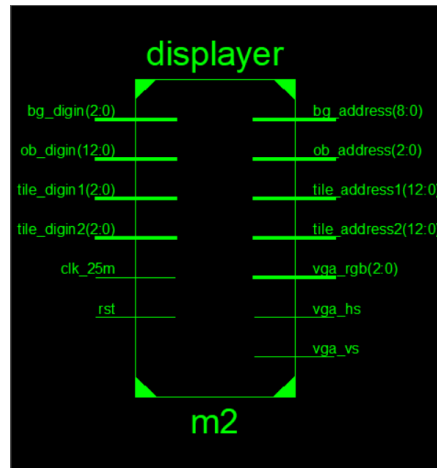 displayer
bg_digin(2:0) bg_address(8:0)
ob_digin(12:0) ob_address(2:0)
tile_digin1(2:0) tile_address1(12:0)
tile_digin2(2:0) tile_address2(12:0)
clk_25m vga_rgb(2:0)
rst vga_hs
vga_vs
m2